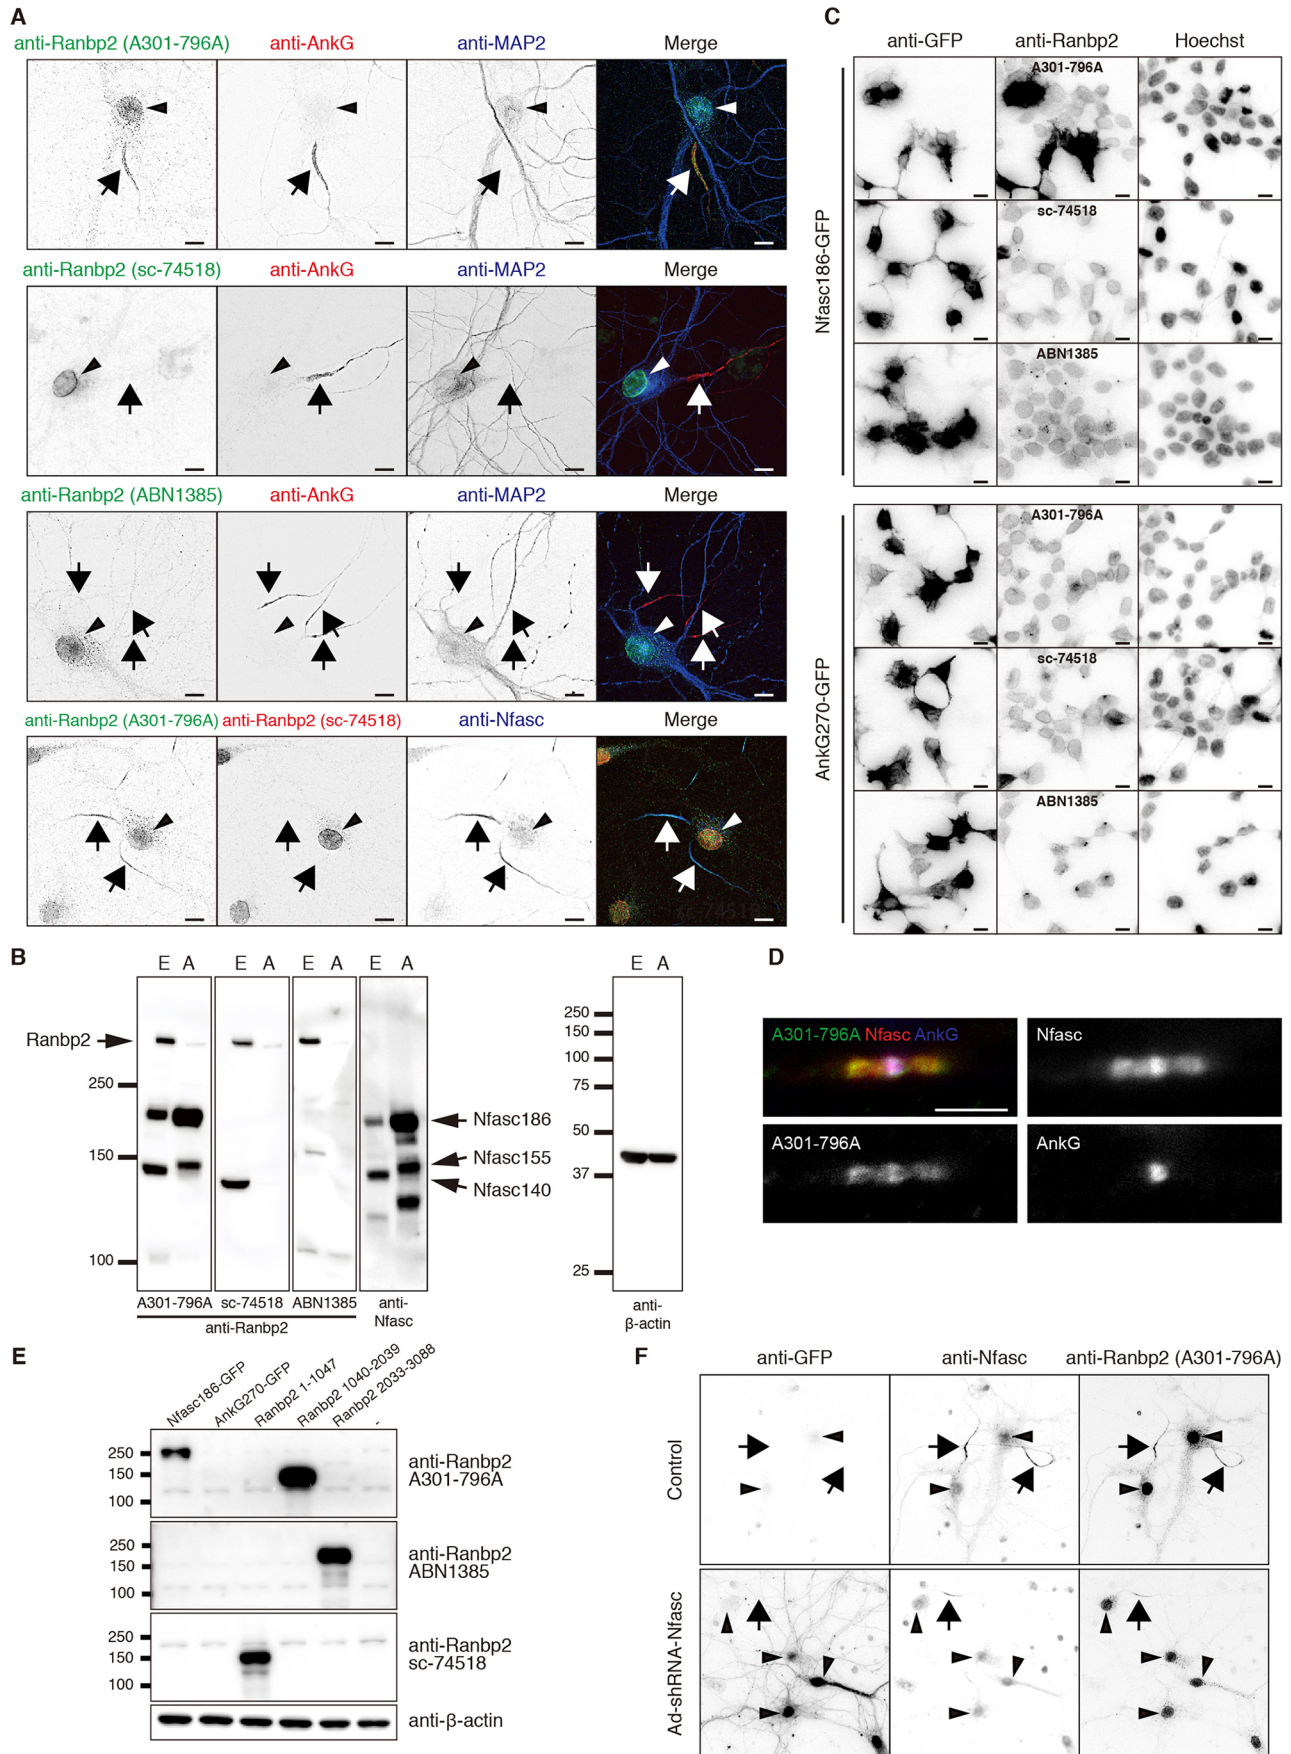 A
anti-Ranbp2 (A301-796A) anti-AnkG anti-MAP2 Merge
anti-Ranbp2 (sc-74518) anti-AnkG anti-MAP2 Merge
anti-Ranbp2 (ABN1385) anti-AnkG anti-MAP2 Merge
anti-Ranbp2 (A301-796A) anti-Ranbp2 (sc-74518) anti-Nfasc Merge
sc-74518
C
anti-GFP anti-Ranbp2 Hoechst
Nfasc186-GFP
A301-796A
sc-74518
ABN1385
AnkG270-GFP
A301-796A
sc-74518
ABN1385
B
E A E A E A E A
Ranbp2
250
150
100
Nfasc186
Nfasc155
Nfasc140
A301-796A sc-74518 ABN1385 anti-
Nfasc
anti-Ranbp2
E A
250
150
100
75
50
37
25
anti-
β-actin
D
A301-796A Nfasc AnkG
Nfasc
A301-796A
AnkG
E
Nfasc186-GFP
AnkG270-GFP
Ranbp2 1-1047
Ranbp2 1040-2039
Ranbp2 2033-3088
-
250
150
100
anti-Ranbp2
A301-796A
250
150
100
anti-Ranbp2
ABN1385
250
150
100
anti-Ranbp2
sc-74518
anti-β-actin
F
anti-GFP anti-Nfasc anti-Ranbp2 (A301-796A)
Control
Ad-shRNA-Nfasc